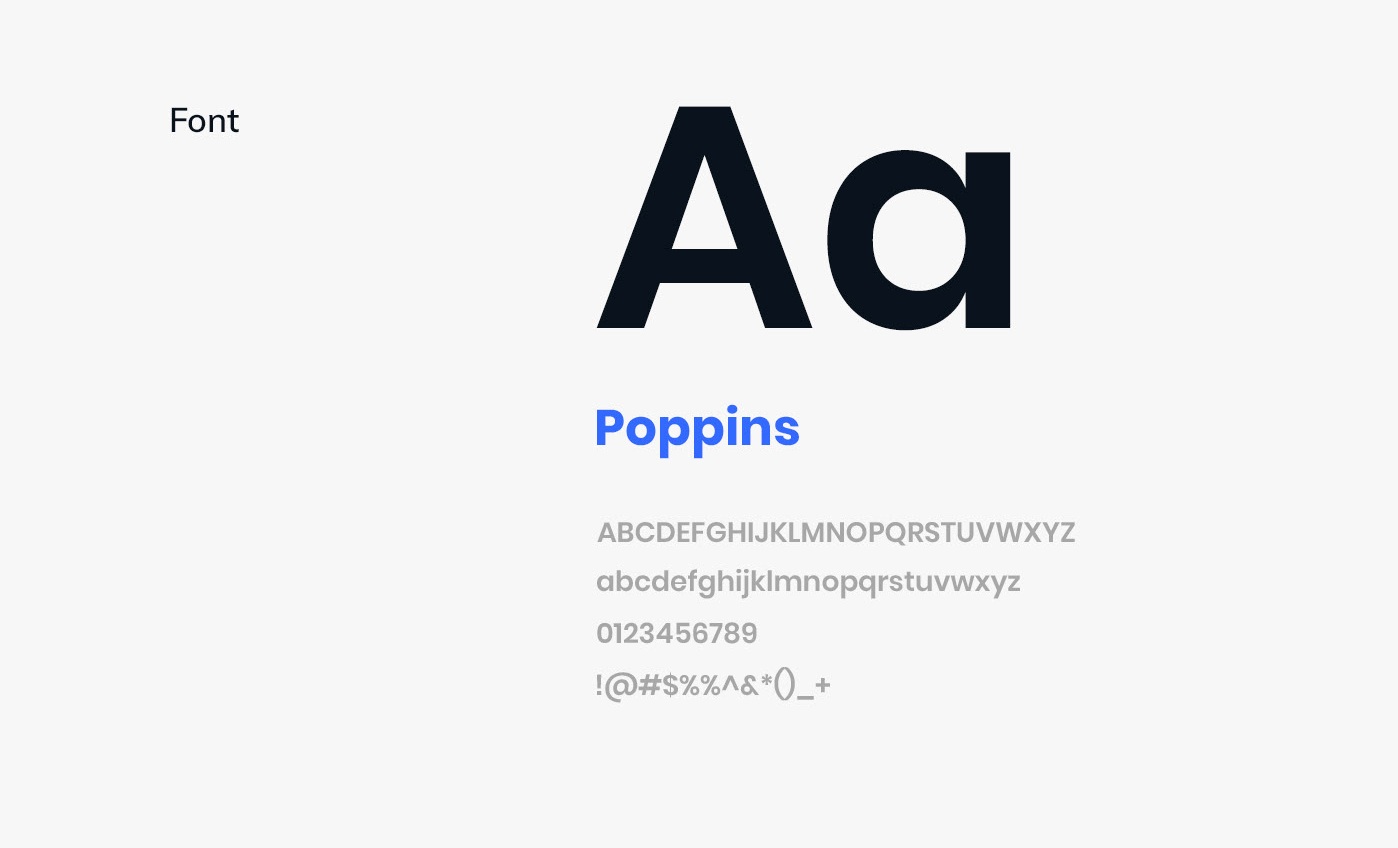 Font
Aa
Poppins
ABCDEFGHIJKLMNOPQRSTUVWXYZ
abcdefghijklmnopqrstuvwxyz
0123456789
!@#$%%^&*()_+